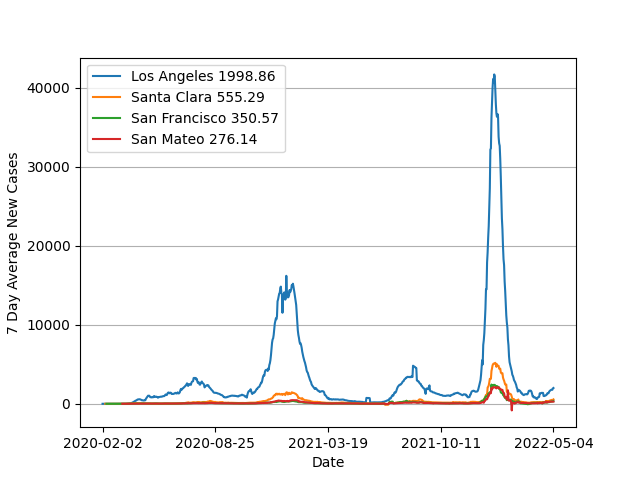 Los Angeles 1998.86
Santa Clara 555.29
San Francisco 350.57
San Mateo 276.14
40000
30000
20000
10000
0
7 Day Average New Cases
2020-02-02 2020-08-25 2021-03-19 2021-10-11 2022-05-04
Date